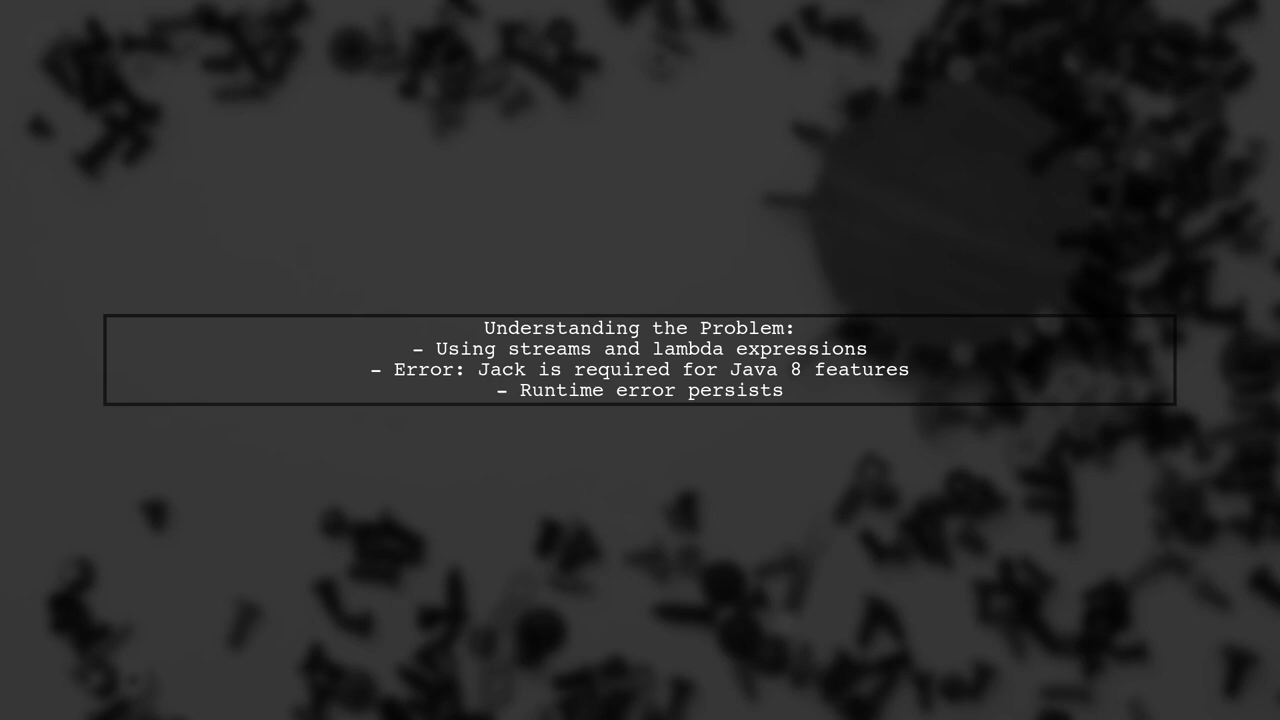 Understanding the Problem:
- Using streams and lambda expressions
- Error: Jack is required for Java 8 features
- Runtime error persists